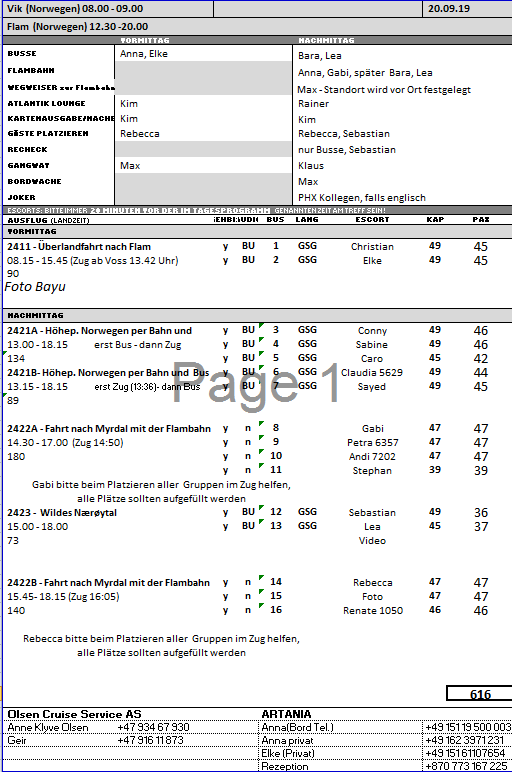 Vik (Norwegen) 08.00 - 09.00 20.09.19
Flam (Norwegen) 12.30 -20.00
VORMITTAG NACHMITTAG
BUSSE Anna, Elke Bara, Lea
FLAMBAHN Anna, Gabi, später Bara, Lea
WEGWEISER zur Flambahn Max - Standort wird vor Ort festgelegt
ATLANTIK LOUNGE Kim Rainer
KARTENAUSGABE/MACHE Kim Kim
GÄSTE PLATZIEREN Rebecca Rebecca, Sebastian
RECHECK nur Busse, Sebastian
GANGWAY Max Klaus
BORDWACHE Max
JOKER PHX Kollegen, falls englisch
ESCORTS: BITTE IMMER 20 MINUTEN VOR DER IM TAGESPROGRAMM GENANNTEN ZEIT AM TREFF SEIN!
AUSFLUG (LANDZEIT) BUS LANG ESCORT KAP PAX
VORMITTAG
2411 - Überlandfahrt nach Flam y BU 1 GSG Christian 49 45
08.15 - 15.45 (Zug ab Voss 13.42 Uhr) y BU 2 GSG Elke 49 45
90
Foto Bayu
NACHMITTAG
2421A - Höhep. Norwegen per Bahn und y BU 3 GSG Conny 49 46
13.00 - 18.15 erst Bus - dann Zug y BU 4 GSG Sabine 49 46
134 y BU 5 GSG Caro 45 42
2421B- Höhep. Norwegen per Bahn und Bus y BU 6 GSG Claudia 5629 49 44
13.15 - 18.15 erst Zug (13:36)- dann Bus y BU 7 GSG Sayed 49 45
89
Page 1
2422A - Fahrt nach Myrdal mit der Flambahn y n 8 Gabi 47 47
14.30 - 17.00 (Zug 14:50) y n 9 Petra 6357 47 47
180 y n 10 Andi 7202 47 47
y n 11 Stephan 39 39
Gabi bitte beim Platzieren aller Gruppen im Zug helfen,
alle Plätze sollten aufgefüllt werden
2423 - Wildes Nærøytal y BU 12 GSG Sebastian 49 36
15.00 - 18.00 y BU 13 GSG Lea 45 37
73 Video
2422B - Fahrt nach Myrdal mit der Flambahn y n 14 Rebecca 47 47
15.45- 18.15 (Zug 16:05) y n 15 Foto 47 47
140 y n 16 Renate 1050 46 46
Rebecca bitte beim Platzieren aller Gruppen im Zug helfen,
alle Plätze sollten aufgefüllt werden
616
Olsen Cruise Service AS ARTANIA
Anne Klyve Olsen +47 934 67 930 Anna(Bord Tel.) +49 15119 500 003
Geir +47 916 11 873 Anna privat +49 162 3971 231
Elke (Privat) +49 15161107654
Rezeption +870 773 167 225